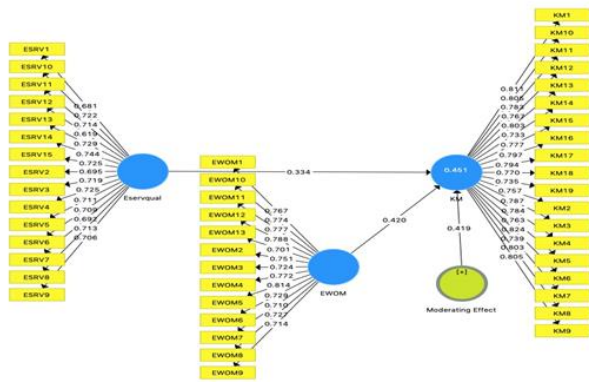 ESRV1
ESRV10
ESRV11
ESRV12
ESRV13
ESRV14
ESRV15
ESRV2
ESRV3
ESRV4
ESRV5
ESRV6
ESRV7
ESRV8
ESRV9
0.681
0.722
0.714
0.619
0.729
0.744
0.725
0.695
0.719
0.725
0.711
0.709
0.692
0.713
0.706
Eservqual
0.334
EWOM1
EWOM10
EWOM11
EWOM12
EWOM13
EWOM2
EWOM3
EWOM4
EWOM5
EWOM6
EWOM7
EWOM8
EWOM9
0.767
0.774
0.777
0.788
0.701
0.751
0.724
0.772
0.814
0.729
0.710
0.727
0.714
EWOM
0.420
0.451
KM
0.419
[+]
Moderating Effect
0.811
0.783
0.803
0.733
0.777
0.797
0.794
0.770
0.735
0.757
0.787
0.784
0.763
0.824
0.739
0.803
0.805
KM1
KM10
KM11
KM12
KM13
KM14
KM15
KM16
KM17
KM18
KM19
KM2
KM3
KM4
KM5
KM6
KM7
KM8
KM9